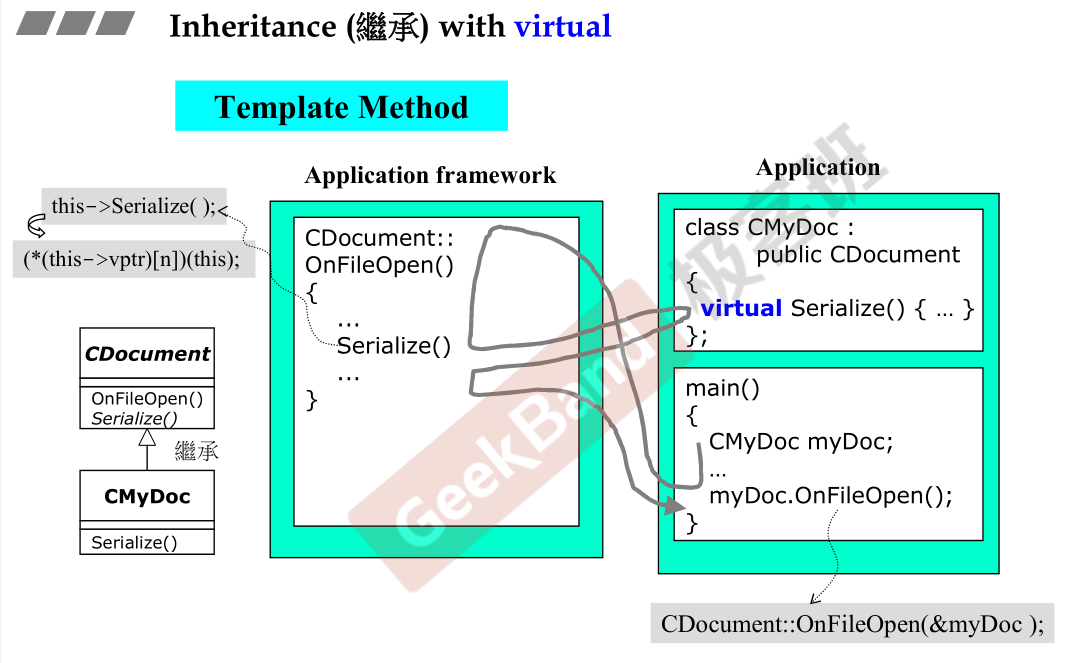 Inheritance (繼承) with virtual
Template Method
Application framework
Application
this->Serialize( );
(*(this->vptr)[n])(this);
CDocument
OnFileOpen()
Serialize()
繼承
CMyDoc
Serialize()
CDocument::
OnFileOpen()
{
...
Serialize()
...
}
class CMyDoc :
public CDocument
{
virtual Serialize() { … }
};
main()
{
CMyDoc myDoc;
…
myDoc.OnFileOpen();
}
CDocument::OnFileOpen(&myDoc );
GeekBand
极客班